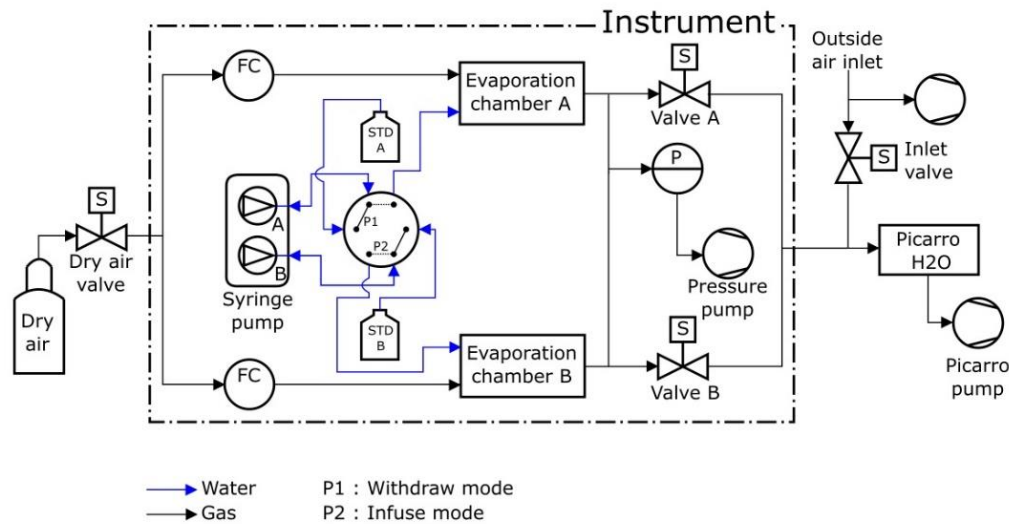 Instrument
Outside
air inlet
FC
Evaporation
chamber A
S
Valve A
STD
A
S
Inlet
valve
P
S
A
P1
P2
B
Dry air
valve
Syringe
pump
Pressure
pump
Picarro
H2O
Dry
air
STD
B
S
Evaporation
chamber B
FC
Valve B
Picarro
pump
Water
P1 : Withdraw mode
Gas
P2 : Infuse mode